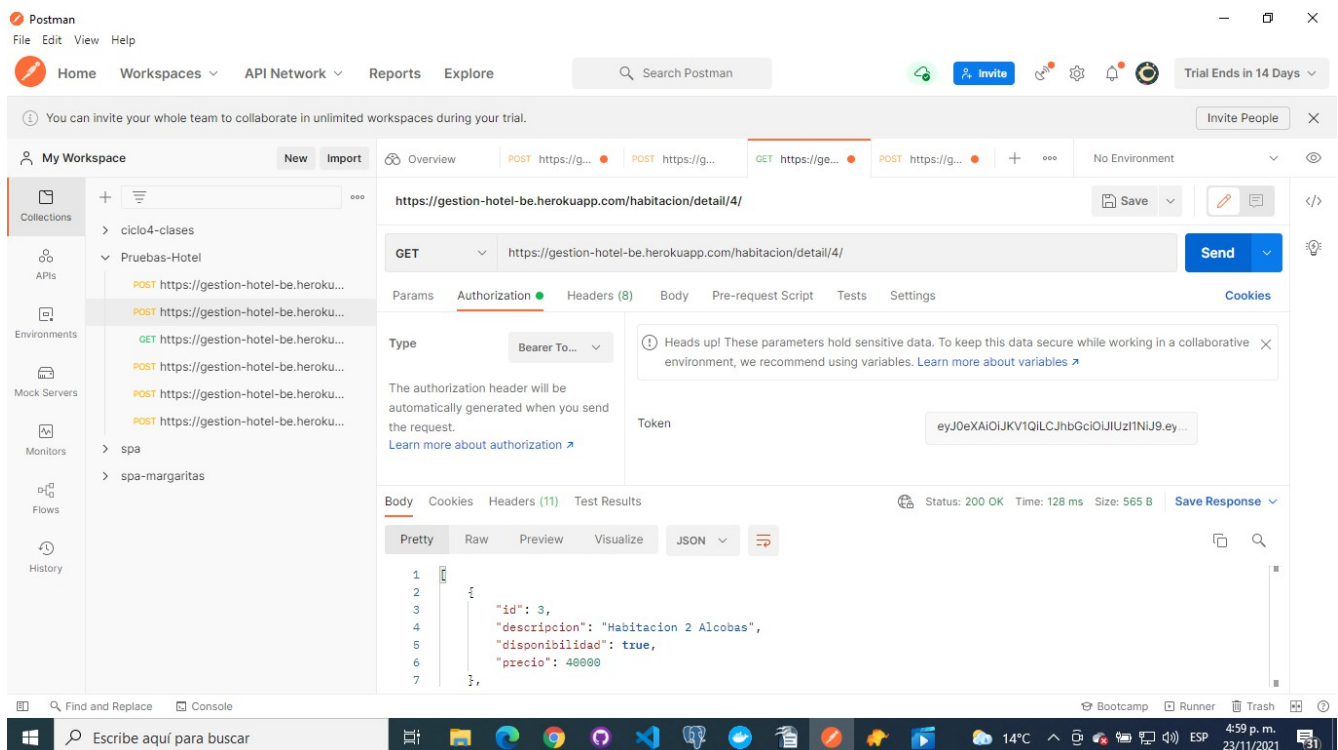 Postman
File Edit View Help
Home Workspaces API Network Reports Explore Search Postman Invite Trial Ends in 14 Days
You can invite your whole team to collaborate in unlimited workspaces during your trial. Invite People
My Workspace New Import
Overview POST https://g... POST https://g... GET https://ge... POST https://g... No Environment
Collections
APIs
Environments
Mock Servers
Monitors
Flows
History
ciclo4-clases
Pruebas-Hotel
POST https://gestion-hotel-be.heroku...
POST https://gestion-hotel-be.heroku...
GET https://gestion-hotel-be.heroku...
POST https://gestion-hotel-be.heroku...
POST https://gestion-hotel-be.heroku...
POST https://gestion-hotel-be.heroku...
spa
spa-margaritas
https://gestion-hotel-be.herokuapp.com/habitacion/detail/4/ Save
GET https://gestion-hotel-be.herokuapp.com/habitacion/detail/4/ Send
Params Authorization Headers (8) Body Pre-request Script Tests Settings Cookies
Type Bearer To...
The authorization header will be
automatically generated when you send
the request.
Learn more about authorization
Heads up! These parameters hold sensitive data. To keep this data secure while working in a collaborative
environment, we recommend using variables. Learn more about variables
Token eyJ0eXAiOiJKV1QiLCJhbGciOiJIUzI1NiJ9.ey...
Body Cookies Headers (11) Test Results Status: 200 OK Time: 128 ms Size: 565 B Save Response
Pretty Raw Preview Visualize JSON
1 [
2 {
3 "id": 3,
4 "descripcion": "Habitacion 2 Alcobas",
5 "disponibilidad": true,
6 "precio": 40000
7 },
Find and Replace Console Bootcamp Runner Trash
Escribe aquí para buscar 14°C ESP 4:59 p. m.
23/11/2021 31